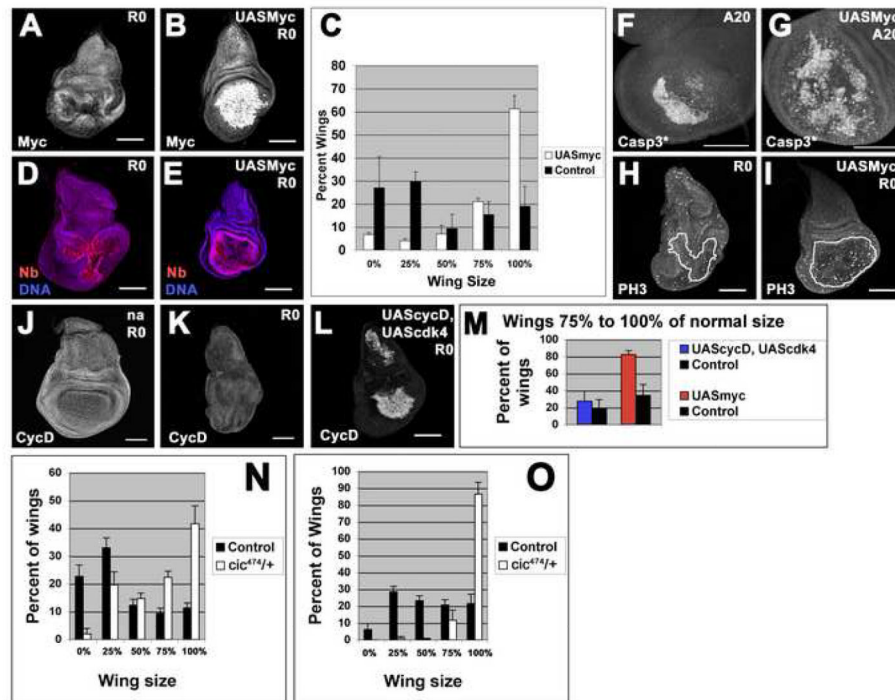 A
R0
Myc
B
UASMyc
R0
Myc
C
Percent Wings
80
70
60
50
40
30
20
10
0
0% 25% 50% 75% 100%
Wing Size
UASmyc
Control
F
A20
Casp3*
G
UASMyc
A20
Casp3*
D
R0
Nb
DNA
E
UASMyc
R0
Nb
DNA
H
R0
PH3
I
UASMyc
R0
PH3
J
na
R0
CycD
K
R0
L
UAScycD,
UAScdk4
R0
CycD
M
Wings 75% to 100% of normal size
Percent of
wings
100
80
60
40
20
0
UAScycD, UAScdk4
Control
UASmyc
Control
N
Percent of wings
60
50
40
30
20
10
0
0% 25% 50% 75% 100%
Wing size
Control
cic⁴⁷⁴/+
O
Percent of Wings
100
90
80
70
60
50
40
30
20
10
0
0% 25% 50% 75% 100%
Wing size
Control
cic⁴⁷⁴/+